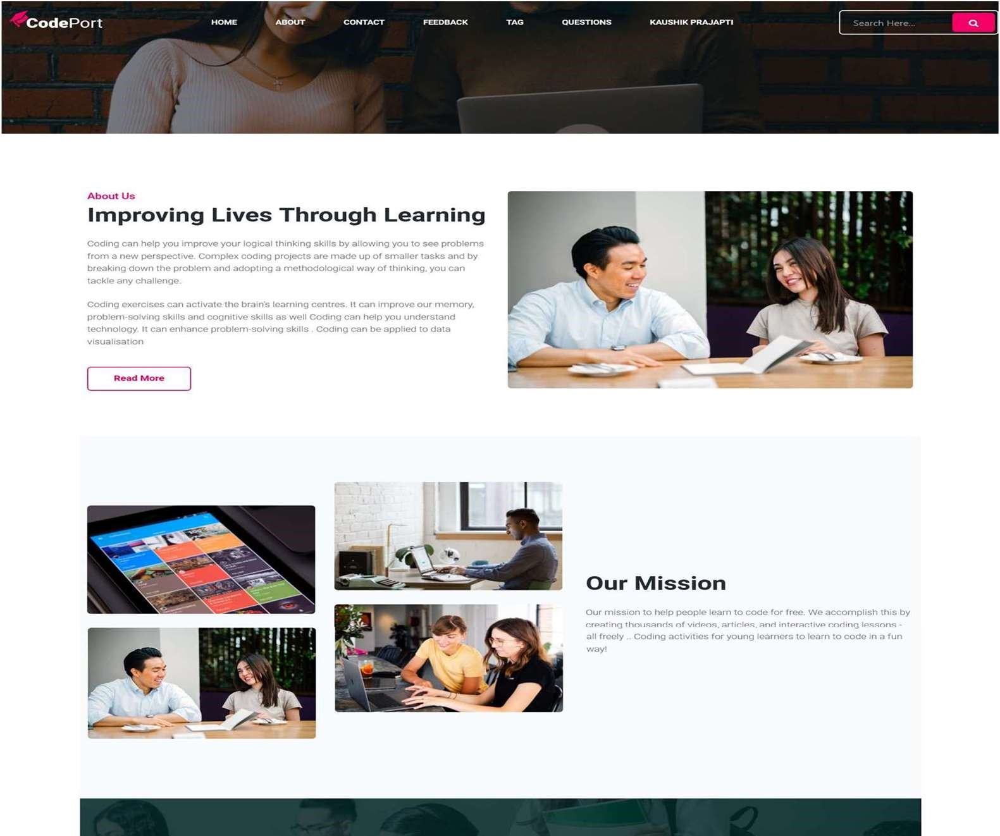 CodePort
HOME ABOUT CONTACT FEEDBACK TAG QUESTIONS KAUSHIK PRAJAPTI
Search Here...
About Us
Improving Lives Through Learning
Coding can help you improve your logical thinking skills by allowing you to see problems
from a new perspective. Complex coding projects are made up of smaller tasks and by
breaking down the problem and adopting a methodological way of thinking, you can
tackle any challenge.
Coding exercises can activate the brain's learning centres. It can improve our memory,
problem-solving skills and cognitive skills as well Coding can help you understand
technology. It can enhance problem-solving skills . Coding can be applied to data
visualisation
Read More
Our Mission
Our mission to help people learn to code for free. We accomplish this by
creating thousands of videos, articles, and interactive coding lessons -
all freely .. Coding activities for young learners to learn to code in a fun
way!